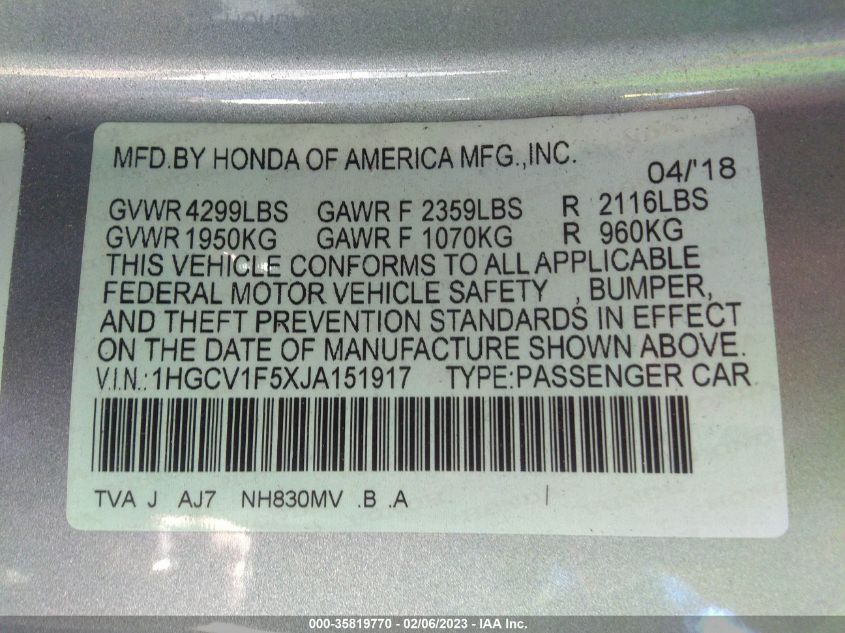 MFD.BY HONDA OF AMERICA MFG.,INC. 04/'18
GVWR 4299LBS GAWR F 2359LBS R 2116LBS
GVWR 1950KG GAWR F 1070KG R 960KG
THIS VEHICLE CONFORMS TO ALL APPLICABLE
FEDERAL MOTOR VEHICLE SAFETY , BUMPER,
AND THEFT PREVENTION STANDARDS IN EFFECT
ON THE DATE OF MANUFACTURE SHOWN ABOVE.
V.I.N.:1HGCV1F5XJA151917 TYPE:PASSENGER CAR
TVA J AJ7 NH830MV .B .A
000-35819770 - 02/06/2023 - IAA Inc.